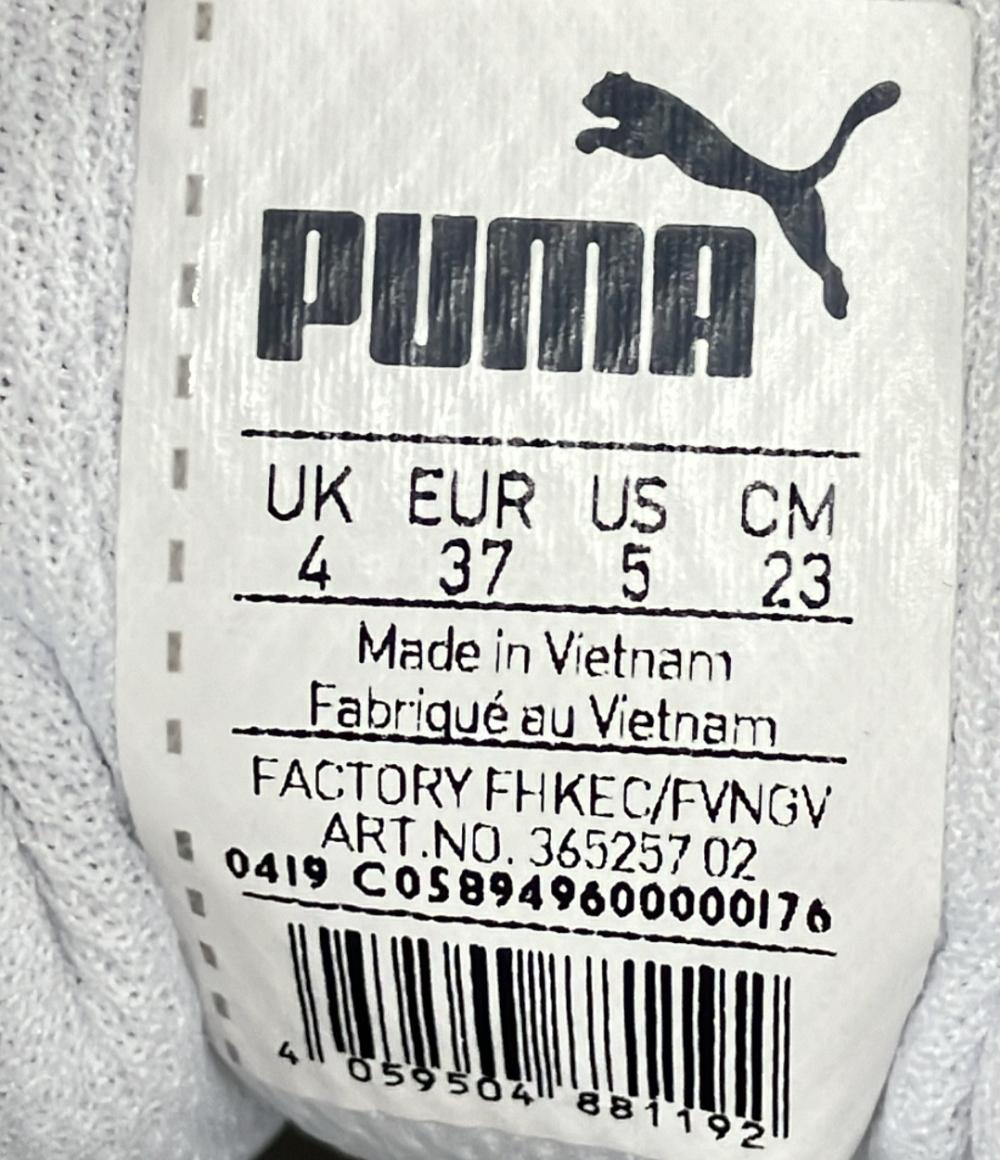 PUMA
UK EUR US CM
4 37 5 23
Made in Vietnam
Fabriqué au Vietnam
FACTORY FHKEC/FVNGV
ART.NO. 365257 02
0419 C058949600000176
4 059504 881192